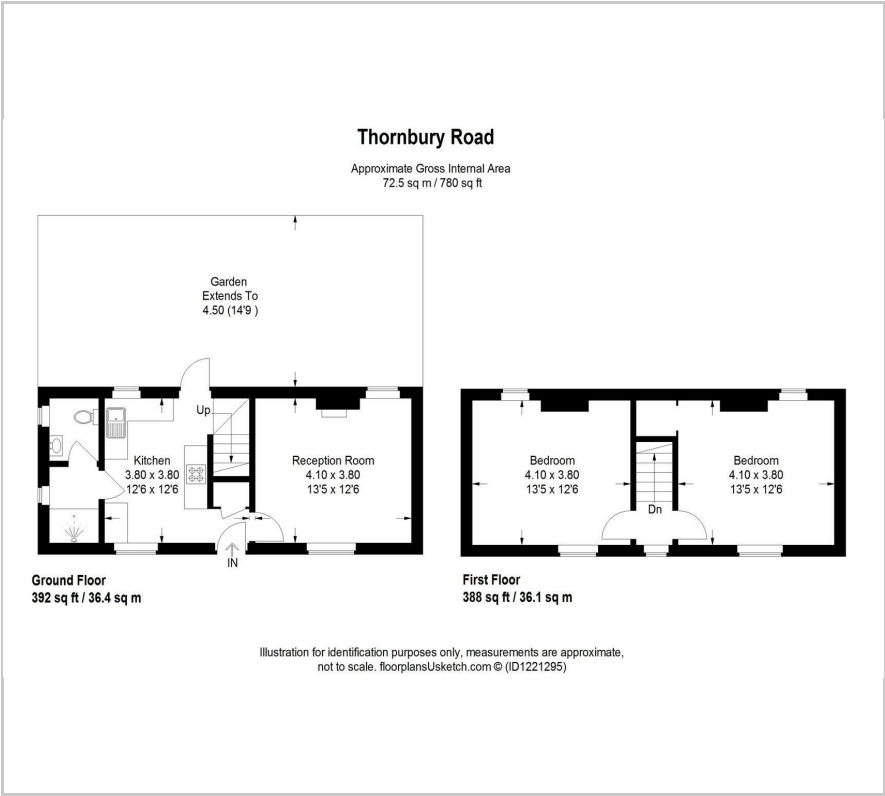 Thornbury Road
Approximate Gross Internal Area
72.5 sq m / 780 sq ft
Garden
Extends To
4.50 (14'9 )
Up
Kitchen
3.80 x 3.80
12'6 x 12'6
Reception Room
4.10 x 3.80
13'5 x 12'6
IN
Ground Floor
392 sq ft / 36.4 sq m
Bedroom
4.10 x 3.80
13'5 x 12'6
Bedroom
4.10 x 3.80
13'5 x 12'6
Dn
First Floor
388 sq ft / 36.1 sq m
Illustration for identification purposes only, measurements are approximate,
not to scale. floorplansUsketch.com © (ID1221295)